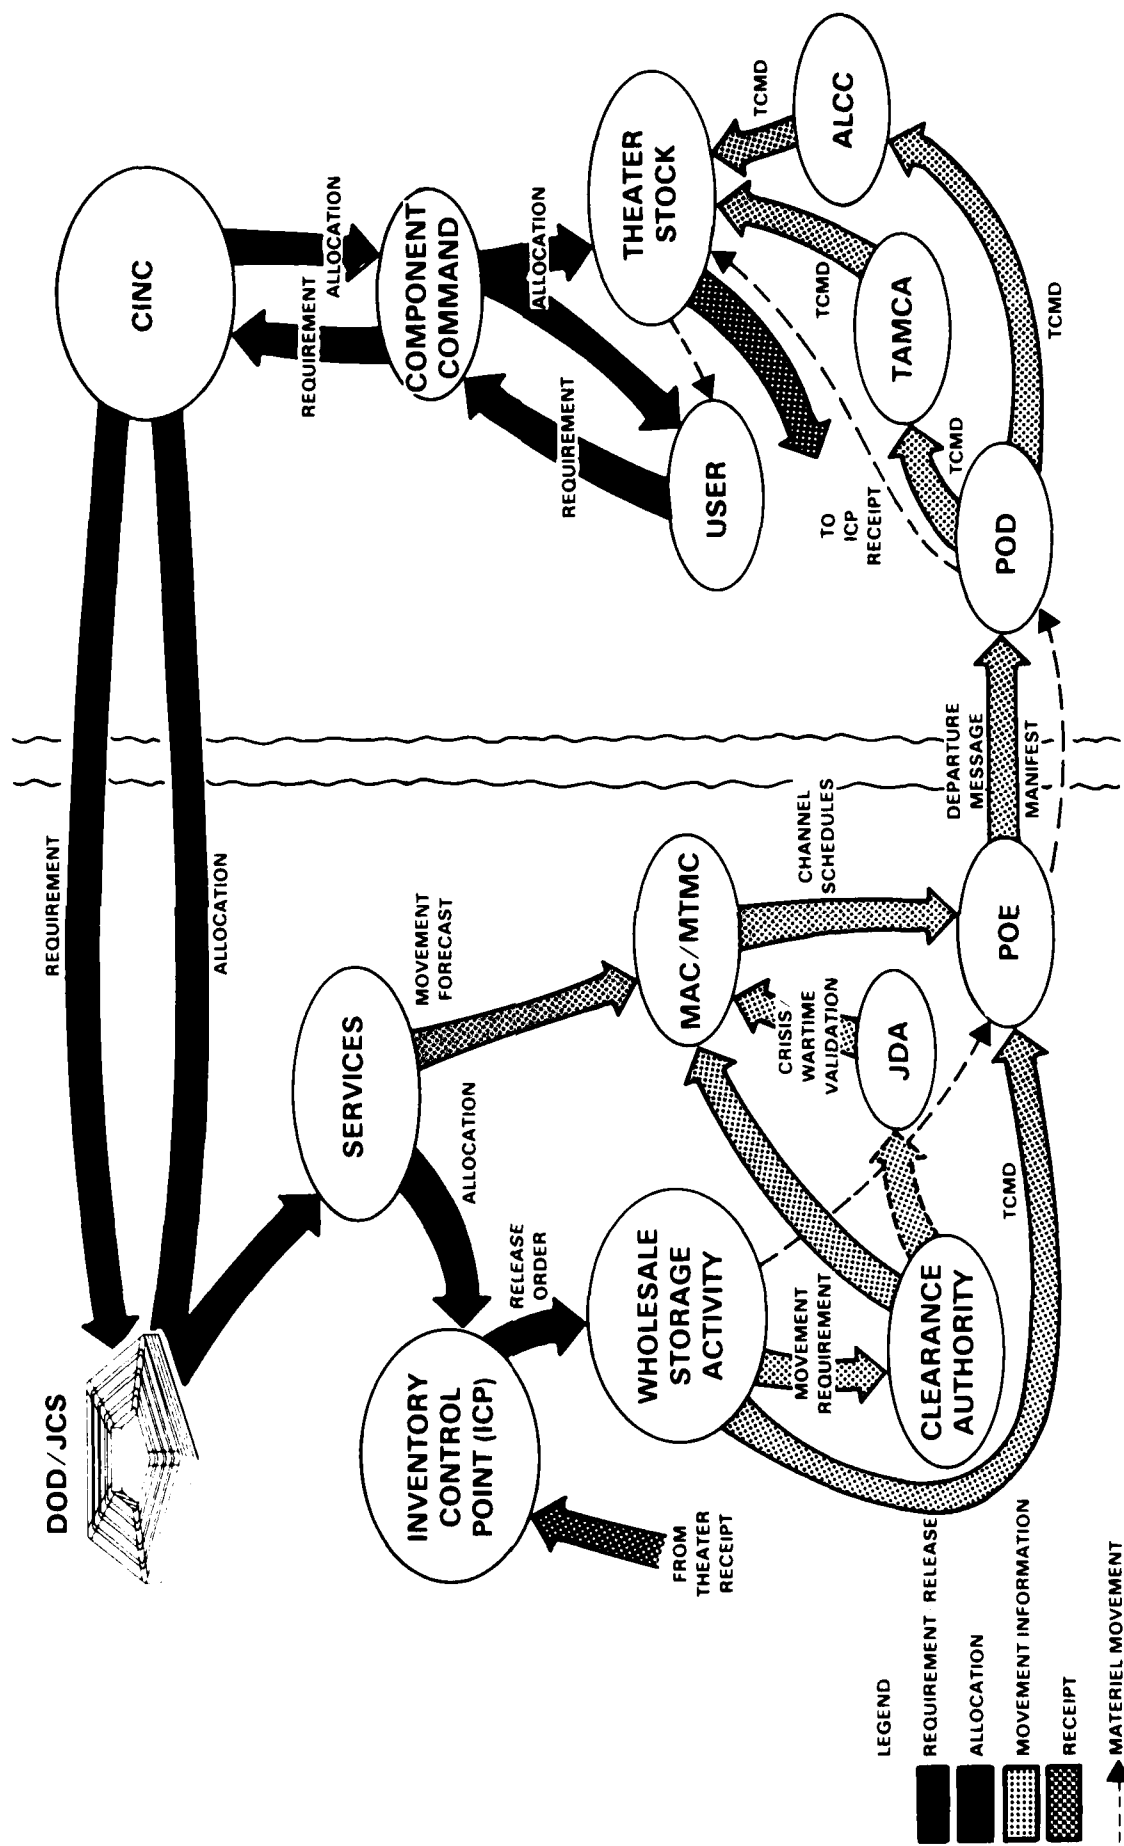 DOD/JCS
REQUIREMENT
ALLOCATION
CINC
REQUIREMENT
ALLOCATION
COMPONENT
COMMAND
REQUIREMENT
ALLOCATION
USER
THEATER
STOCK
TO
ICP
RECEIPT
TCMD
TCMD
TAMCA
ALCC
TCMD
TCMD
POD
SERVICES
MOVEMENT
FORECAST
ALLOCATION
INVENTORY
CONTROL
POINT (ICP)
RELEASE
ORDER
FROM
THEATER
RECEIPT
WHOLESALE
STORAGE
ACTIVITY
MOVEMENT
REQUIREMENT
CLEARANCE
AUTHORITY
MAC/MTMC
CRISIS/
WARTIME
VALIDATION
JDA
CHANNEL
SCHEDULES
TCMD
POE
DEPARTURE
MESSAGE
MANIFEST
LEGEND
REQUIREMENT RELEASE
ALLOCATION
MOVEMENT INFORMATION
RECEIPT
MATERIEL MOVEMENT